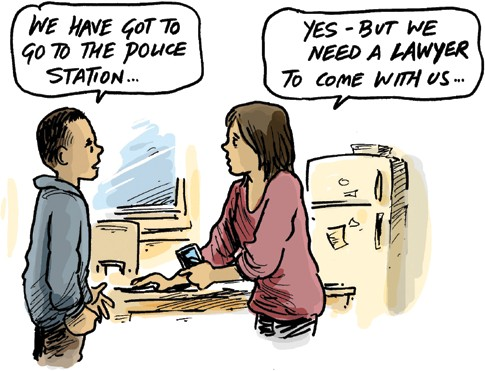 WE HAVE GOT TO
GO TO THE POLICE
STATION...
YES - BUT WE
NEED A LAWYER
TO COME WITH US...